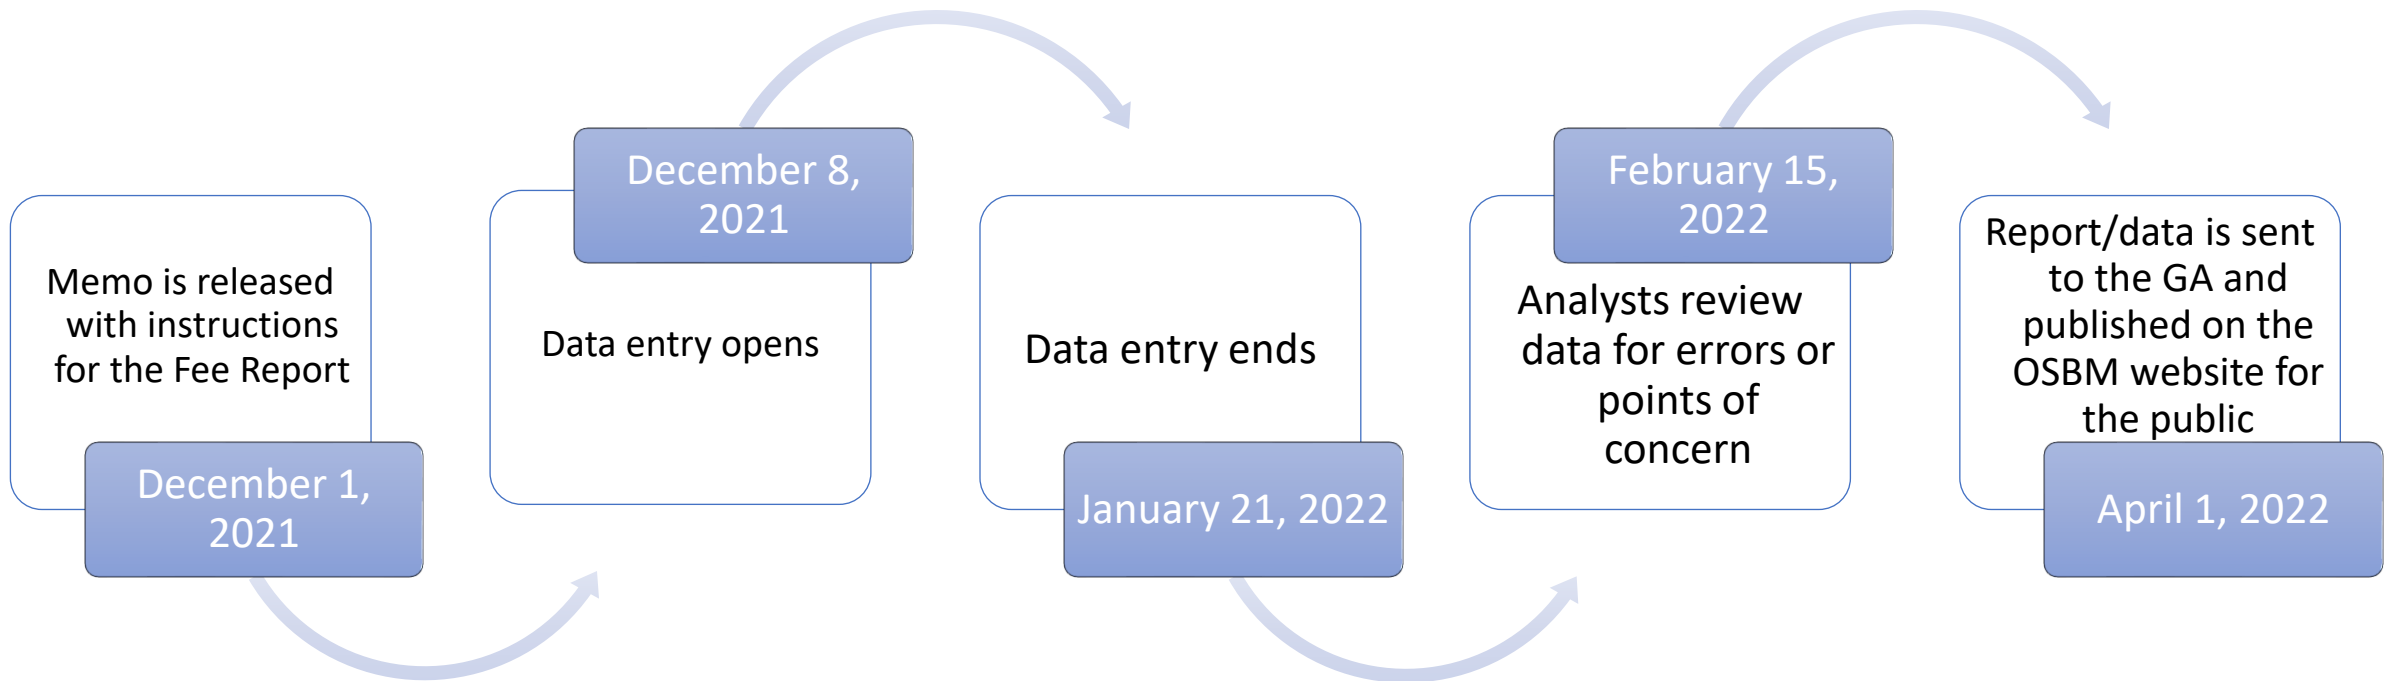 Memo is released
with instructions
for the Fee Report
December 1,
2021
December 8,
2021
Data entry opens
Data entry ends
January 21, 2022
February 15,
2022
Analysts review
data for errors or
points of
concern
Report/data is sent
to the GA and
published on the
OSBM website for
the public
April 1, 2022